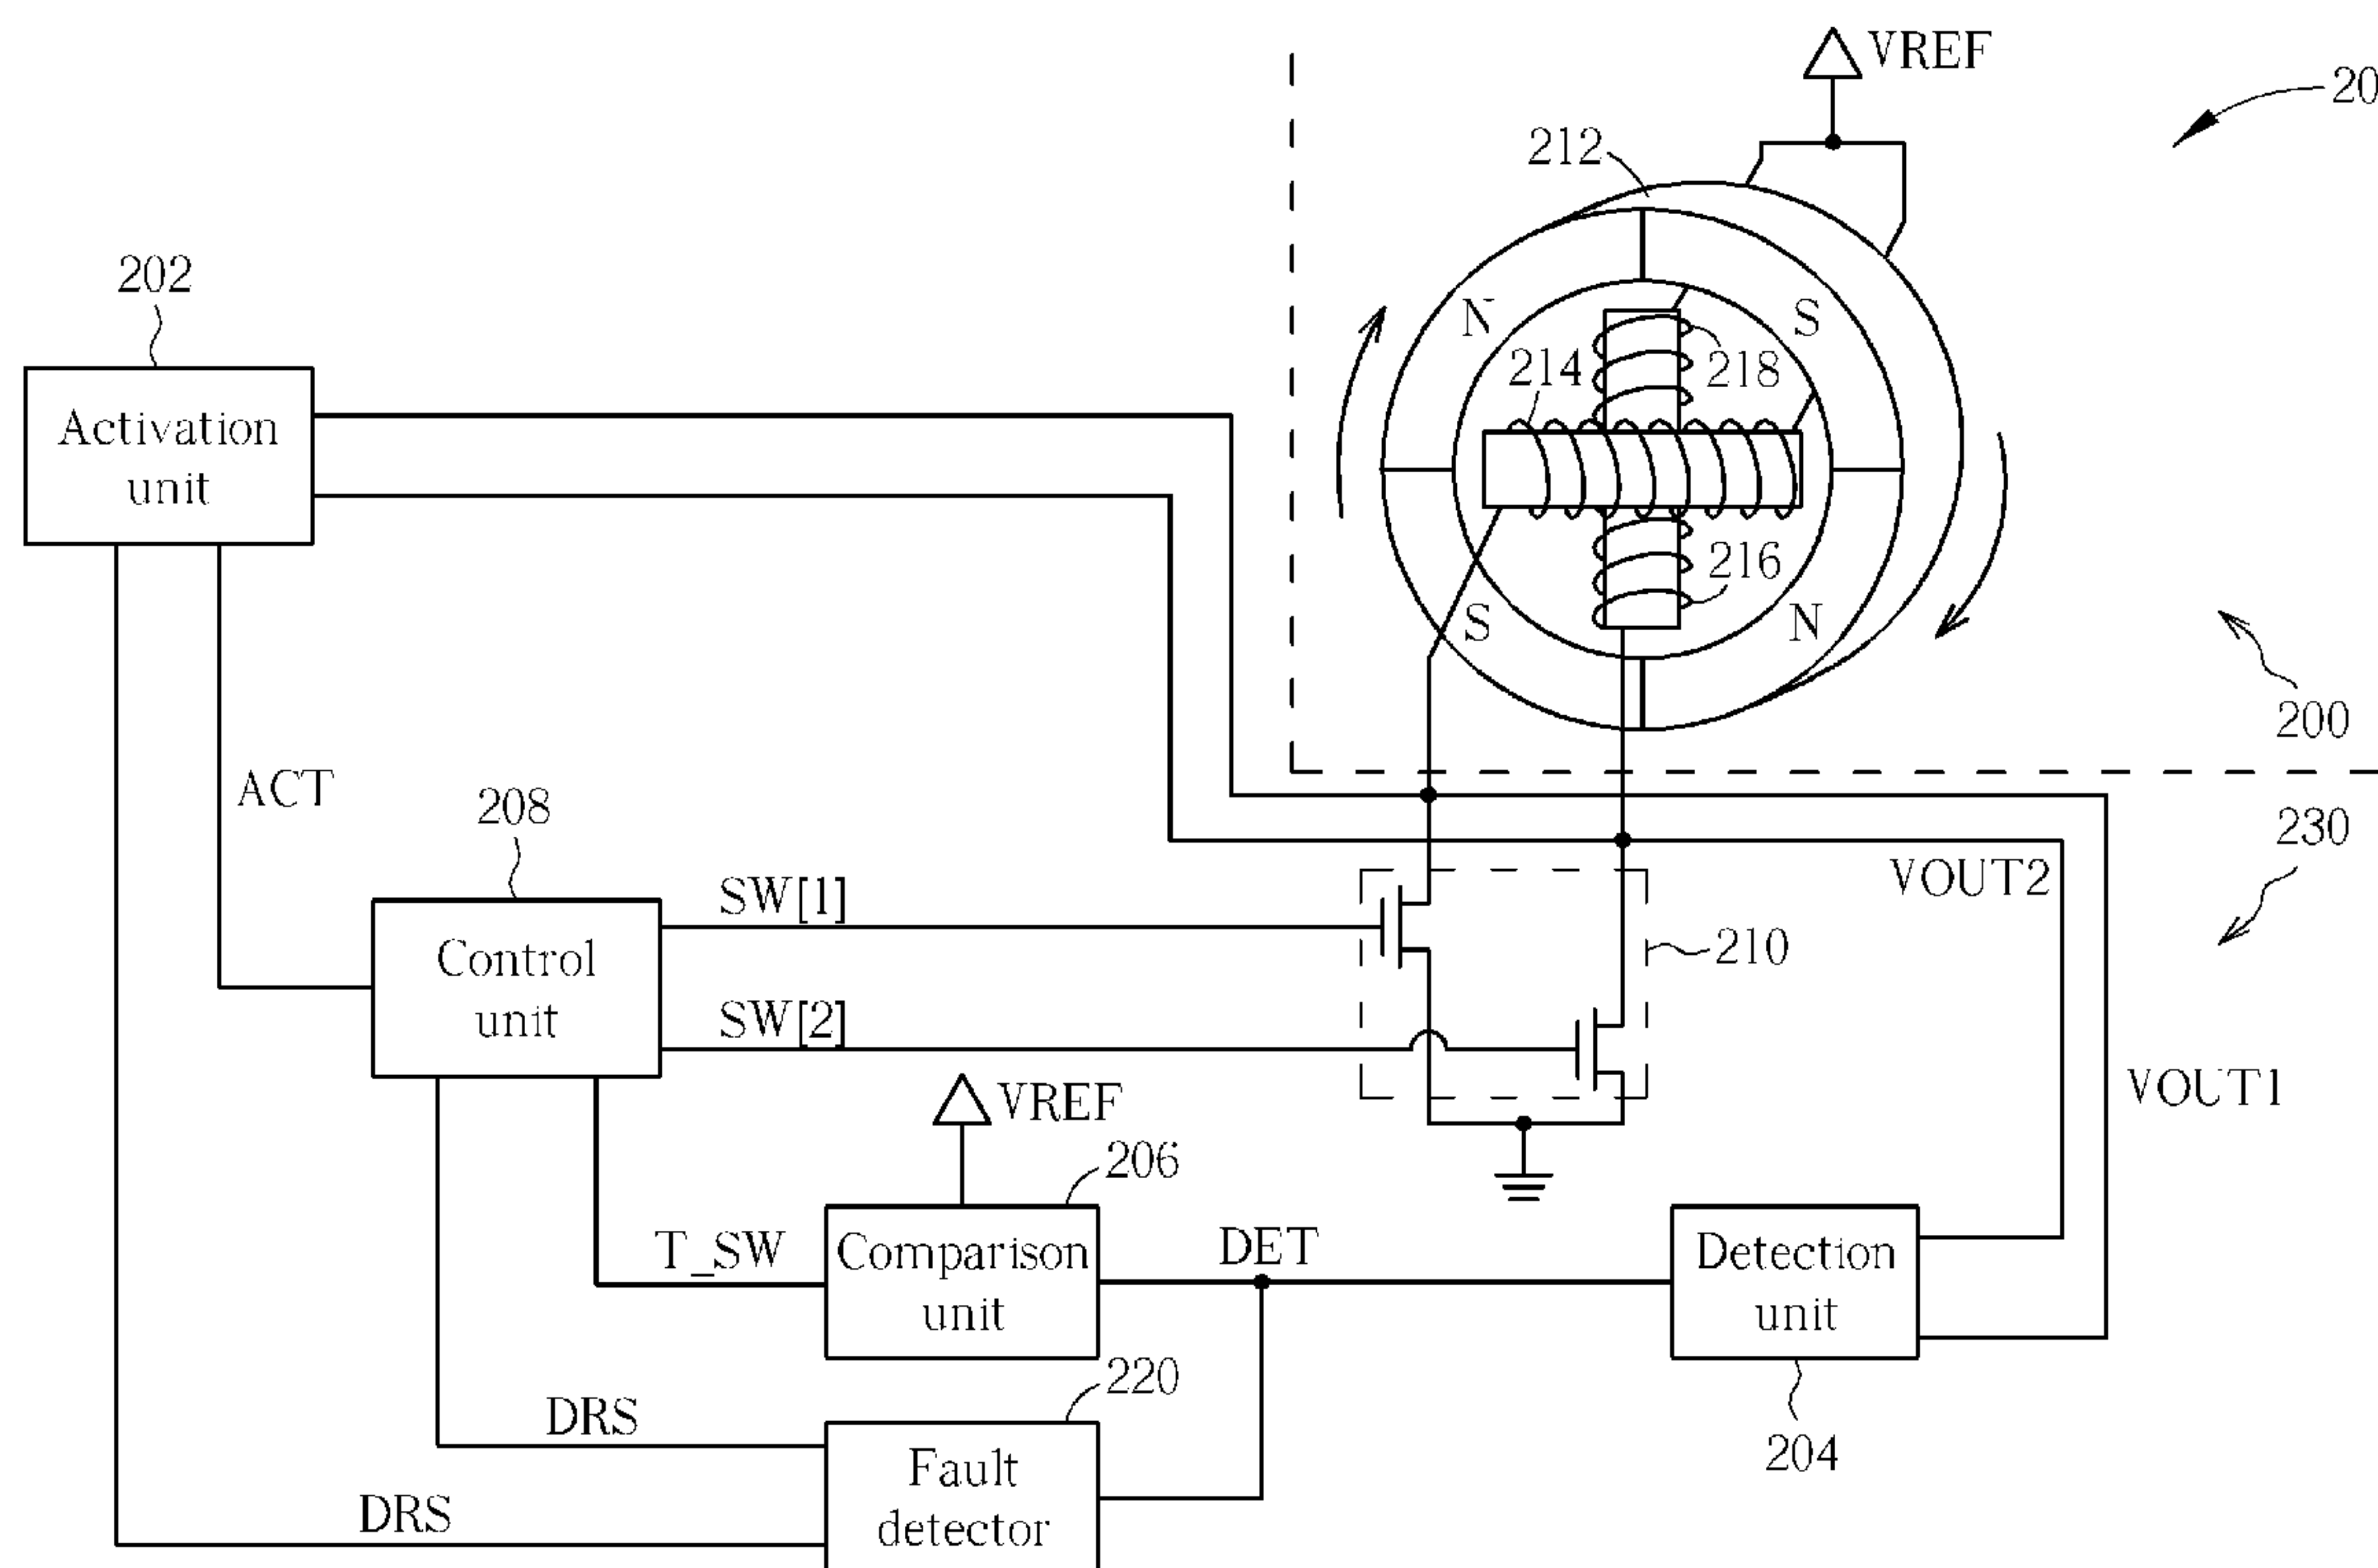 VREF
20
212
202
N
S
214
218
Activation
unit
216
S
N
200
ACT
208
230
SW[1]
VOUT2
Control
unit
210
SW[2]
VREF
VOUT1
206
T_SW
Comparison
unit
DET
Detection
unit
220
DRS
204
Fault
detector
DRS